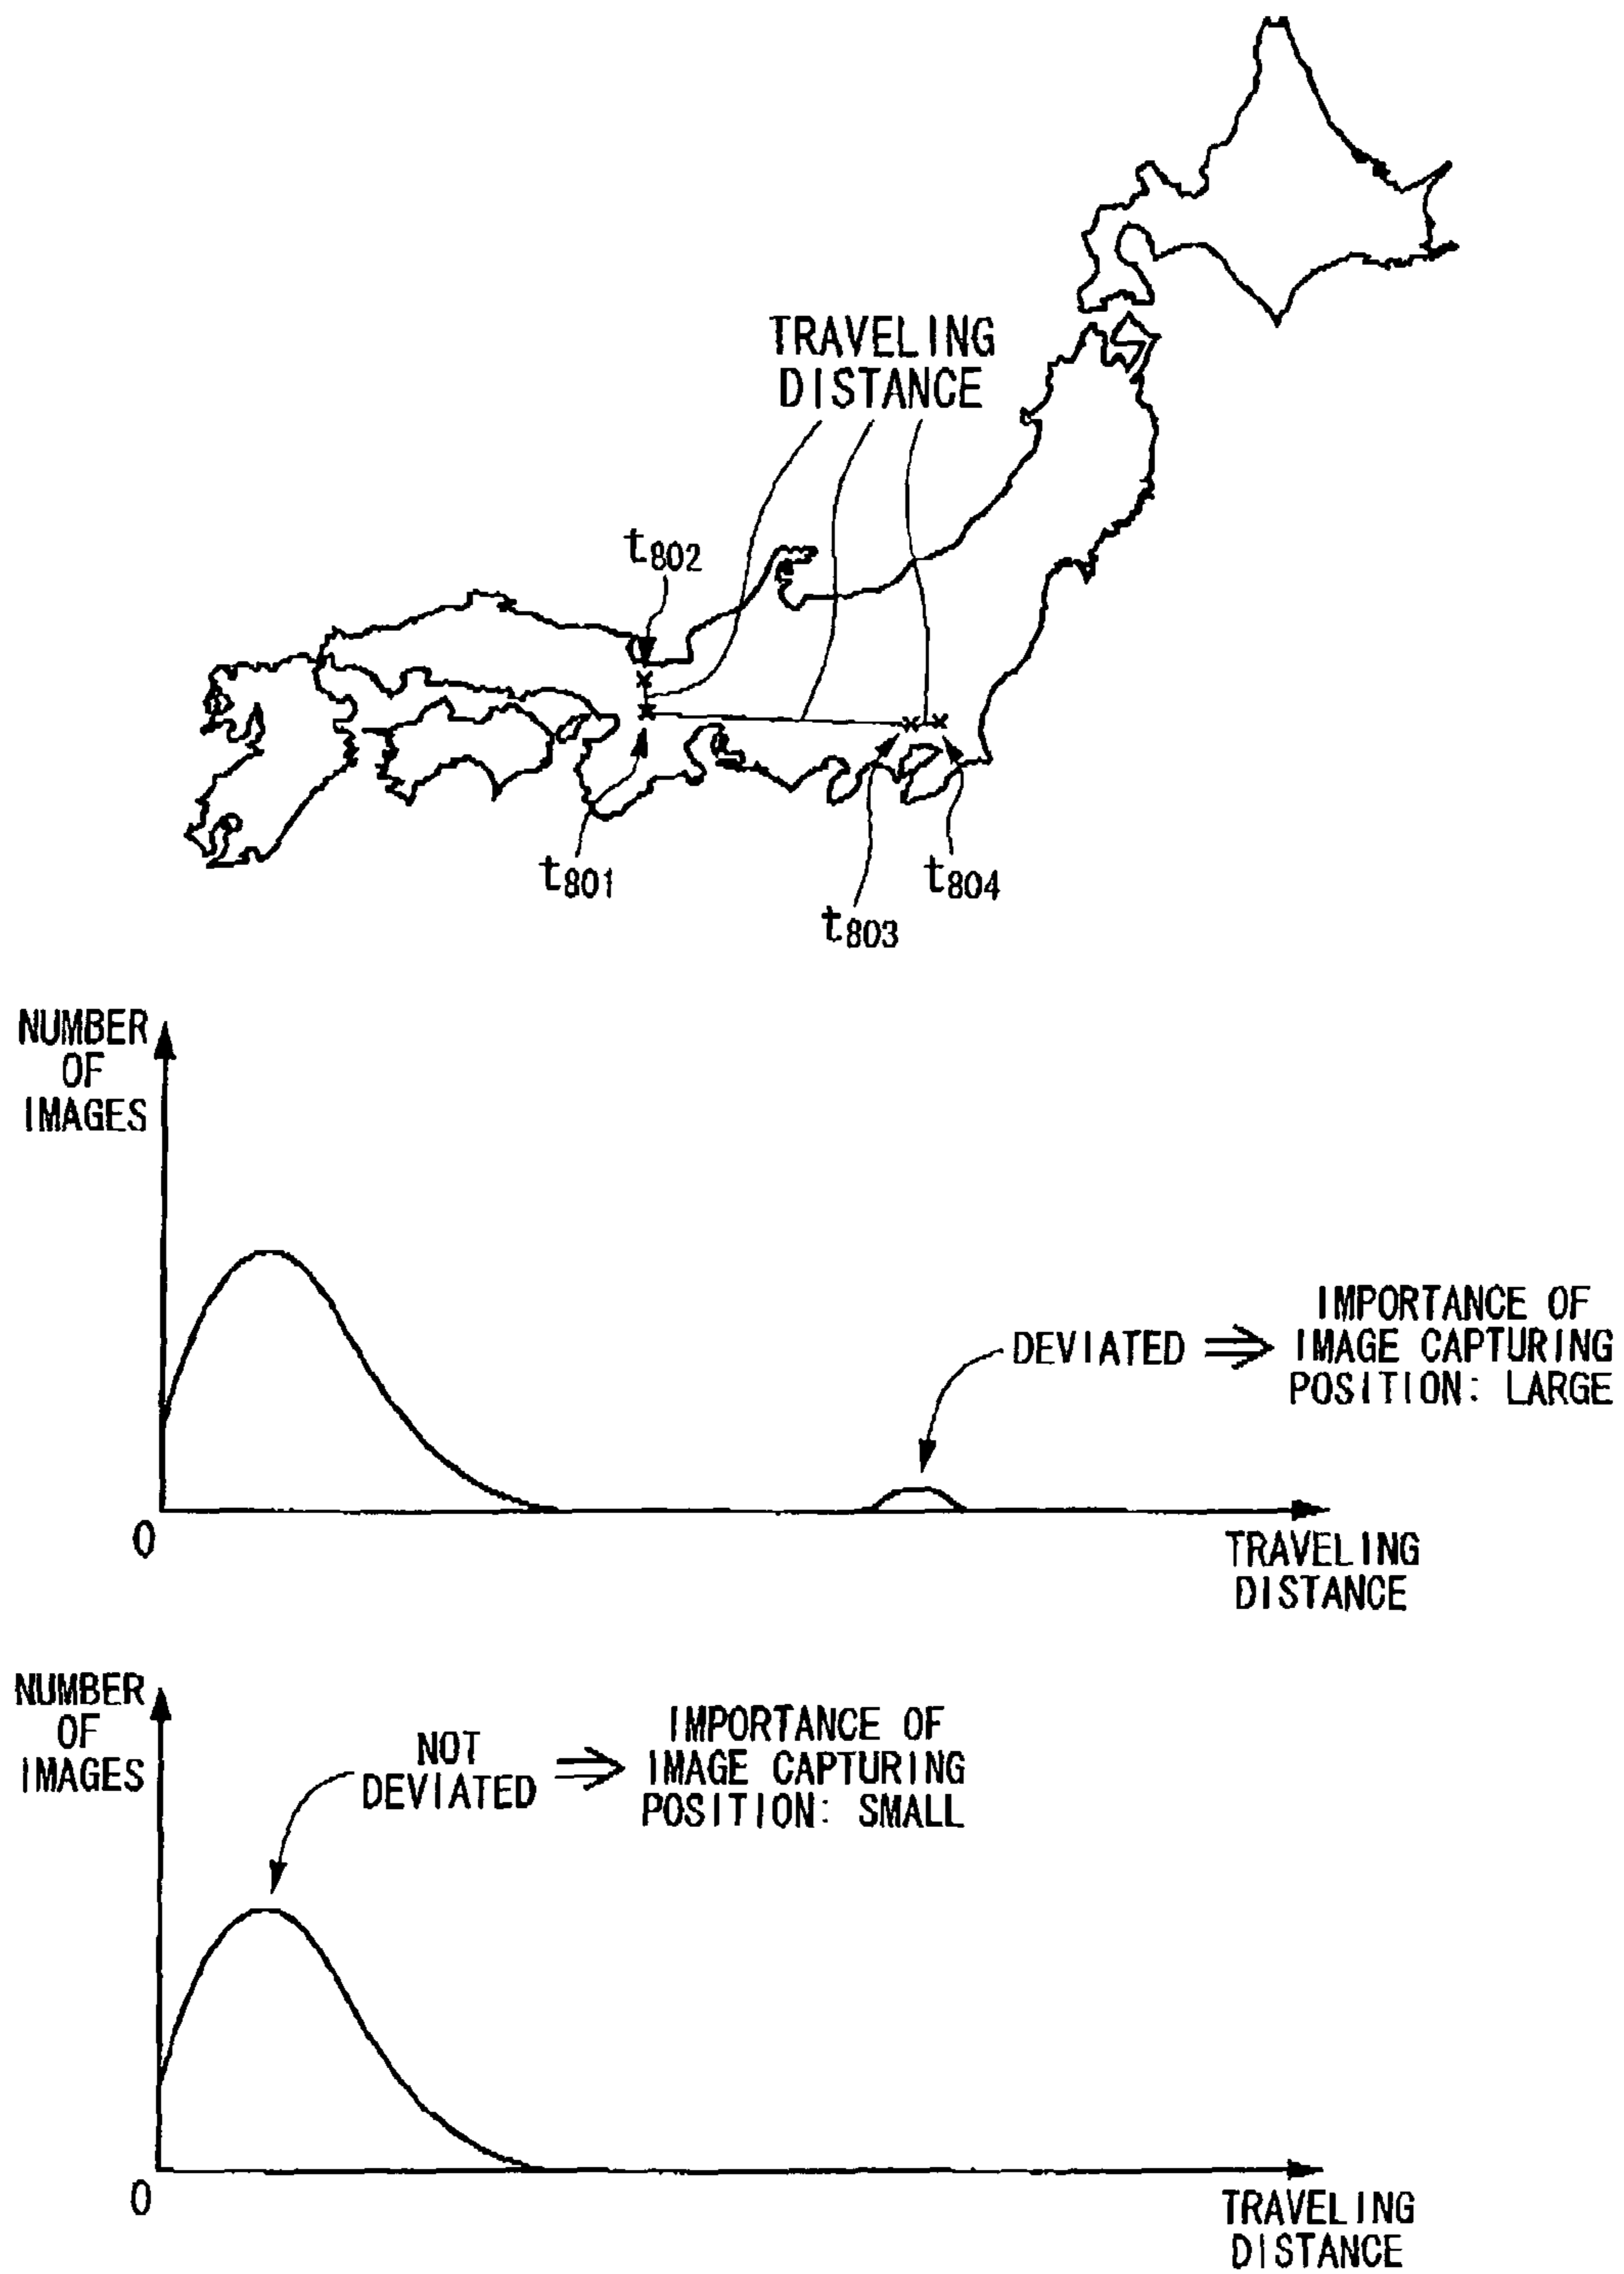 TRAVELING
DISTANCE
t802
t801
t803
t804
NUMBER
OF
IMAGES
DEVIATED ⇒
IMPORTANCE OF
IMAGE CAPTURING
POSITION: LARGE
0
TRAVELING
DISTANCE
NUMBER
OF
IMAGES
NOT
DEVIATED ⇒
IMPORTANCE OF
IMAGE CAPTURING
POSITION: SMALL
0
TRAVELING
DISTANCE